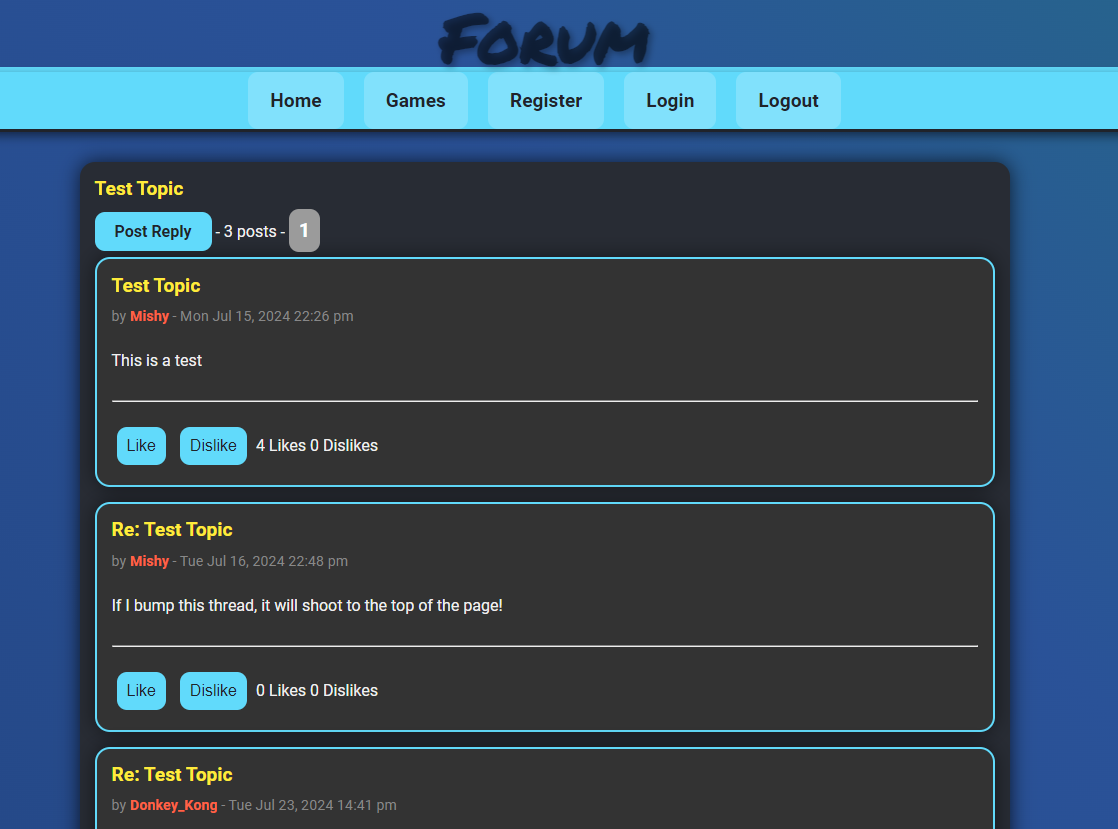 Forum
Home Games Register Login Logout
Test Topic
Post Reply - 3 posts - 1
Test Topic
by Mishy - Mon Jul 15, 2024 22:26 pm
This is a test
Like Dislike 4 Likes 0 Dislikes
Re: Test Topic
by Mishy - Tue Jul 16, 2024 22:48 pm
If I bump this thread, it will shoot to the top of the page!
Like Dislike 0 Likes 0 Dislikes
Re: Test Topic
by Donkey_Kong - Tue Jul 23, 2024 14:41 pm